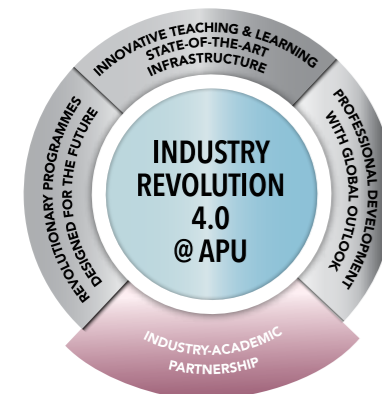 INNOVATIVE TEACHING & LEARNING
STATE-OF-THE-ART
INFRASTRUCTURE
PROFESSIONAL DEVELOPMENT
WITH GLOBAL OUTLOOK
REVOLUTIONARY PROGRAMMES
DESIGNED FOR THE FUTURE
INDUSTRY
REVOLUTION
4.0
@ APU
INDUSTRY-ACADEMIC
PARTNERSHIP